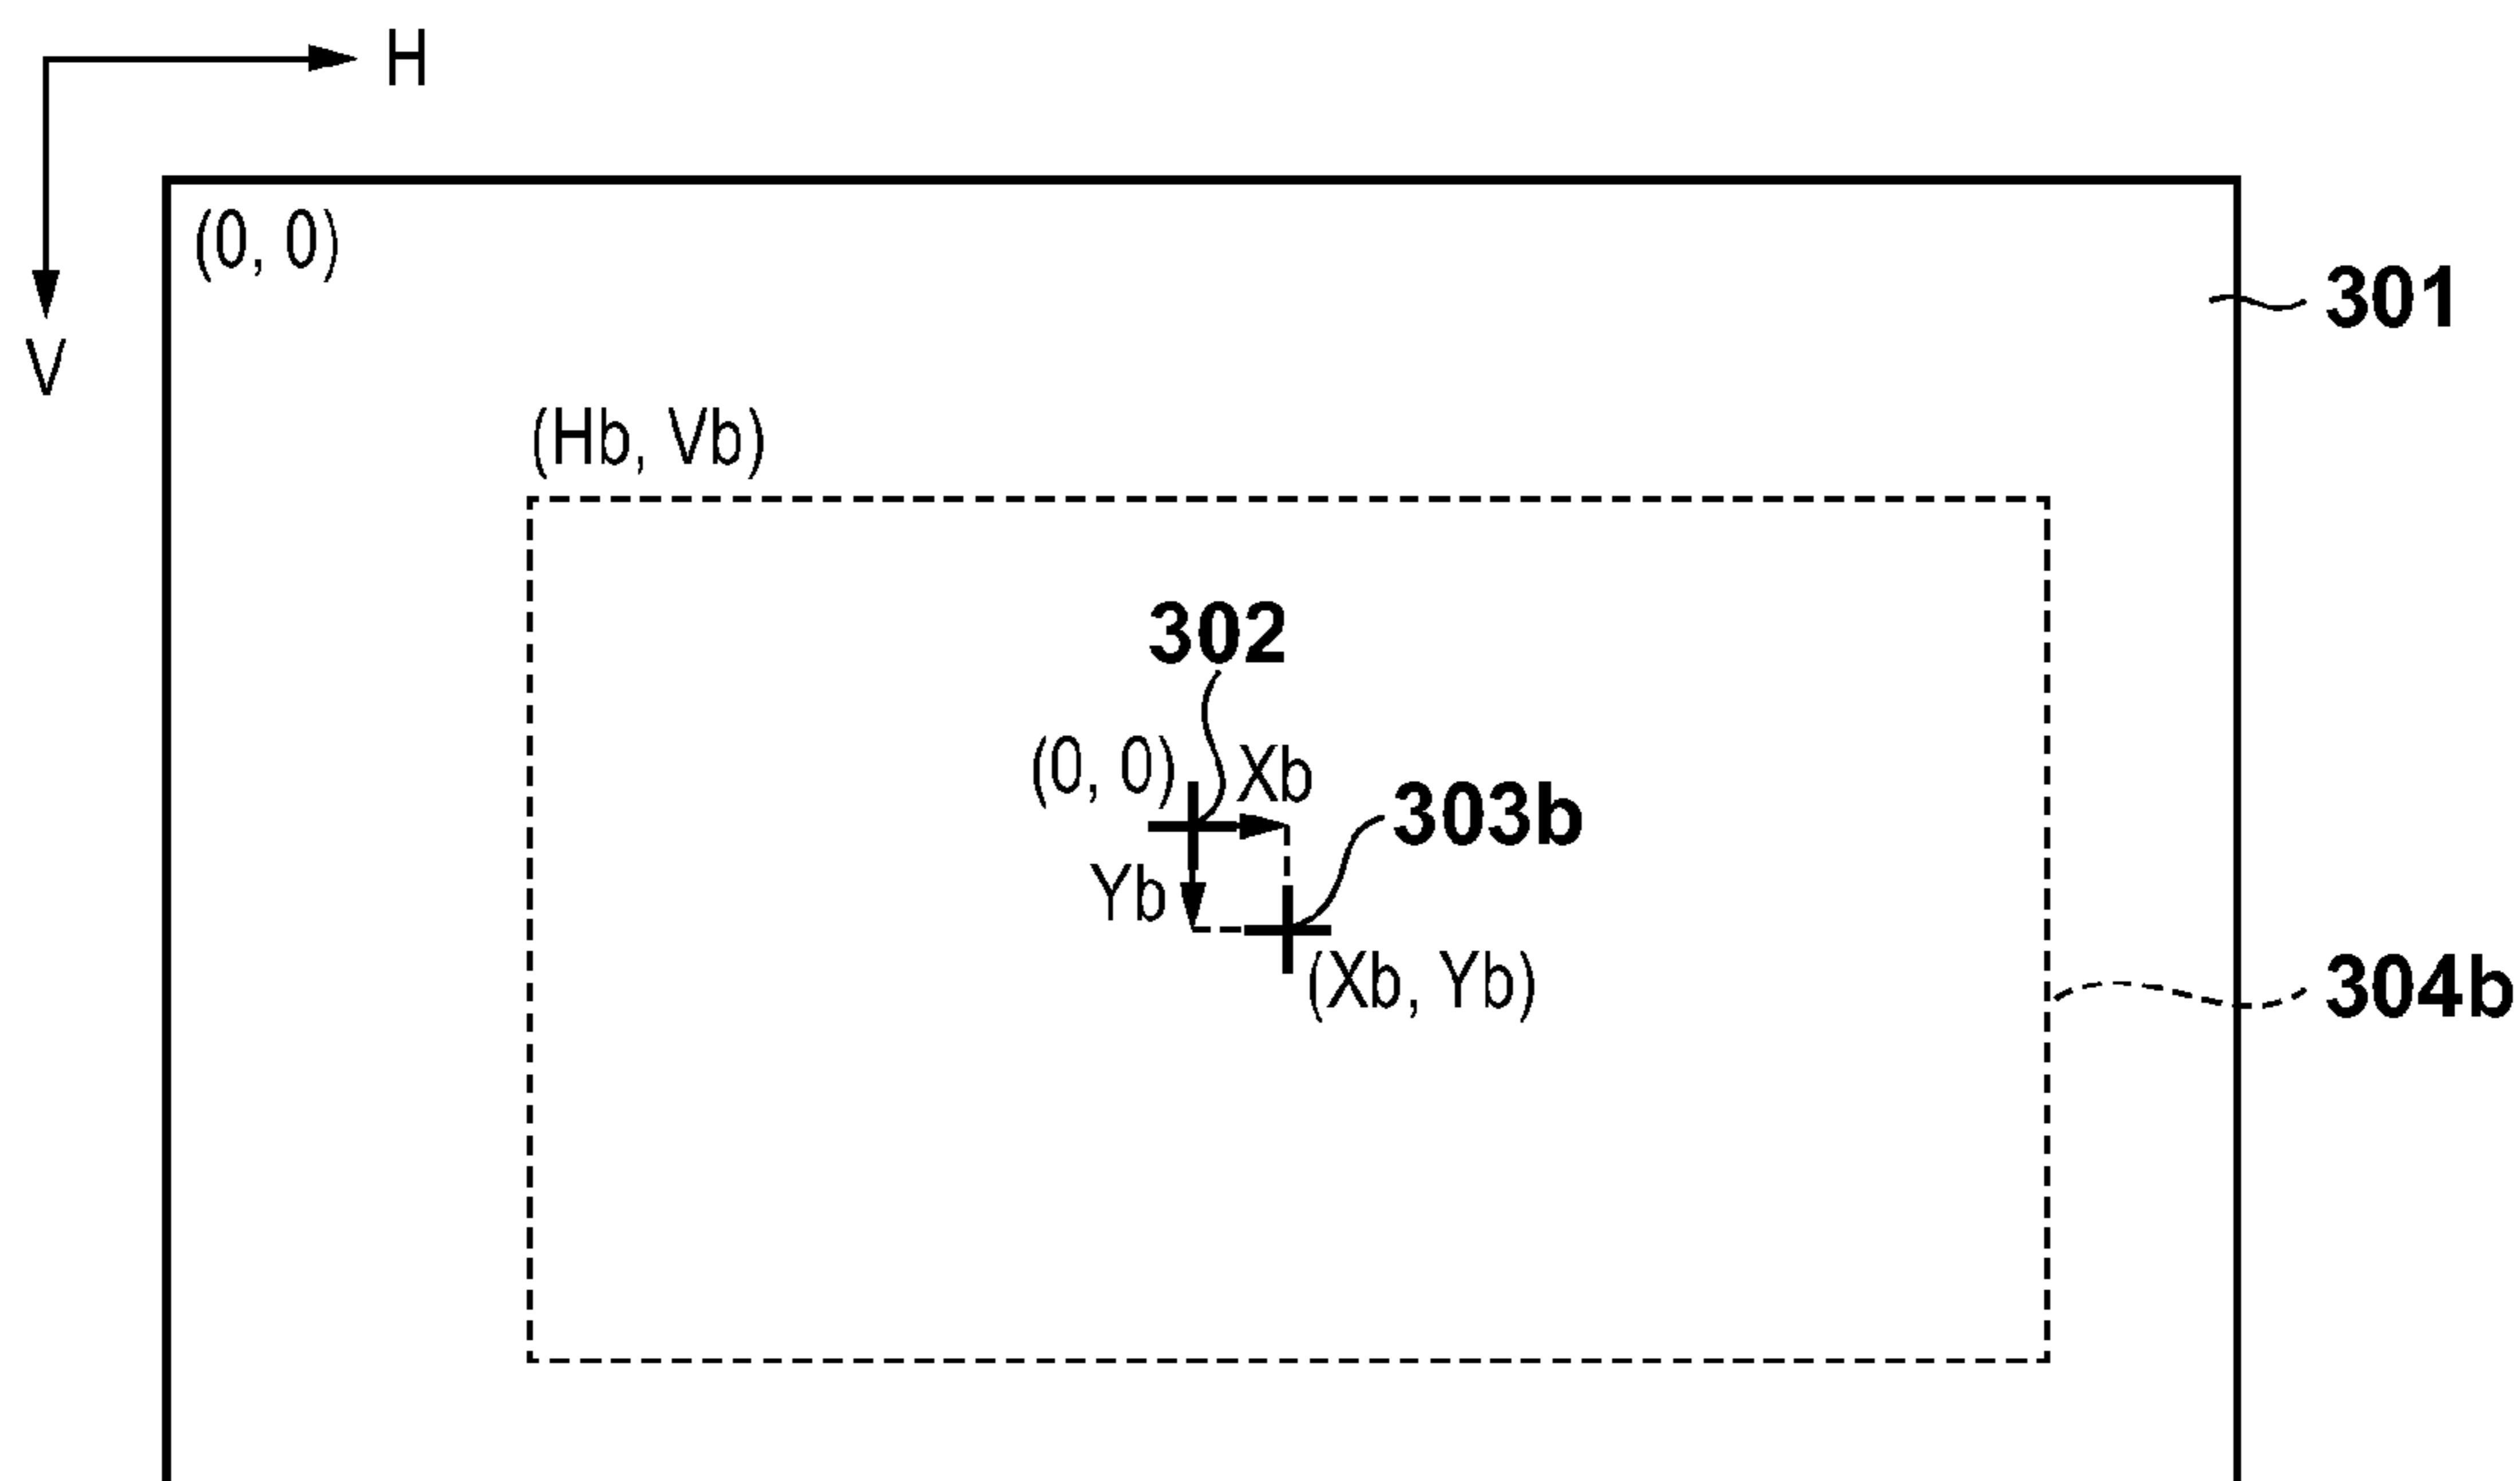 H
V
(0, 0)
301
(Hb, Vb)
302
(0, 0)
Xb
303b
Yb
(Xb, Yb)
304b